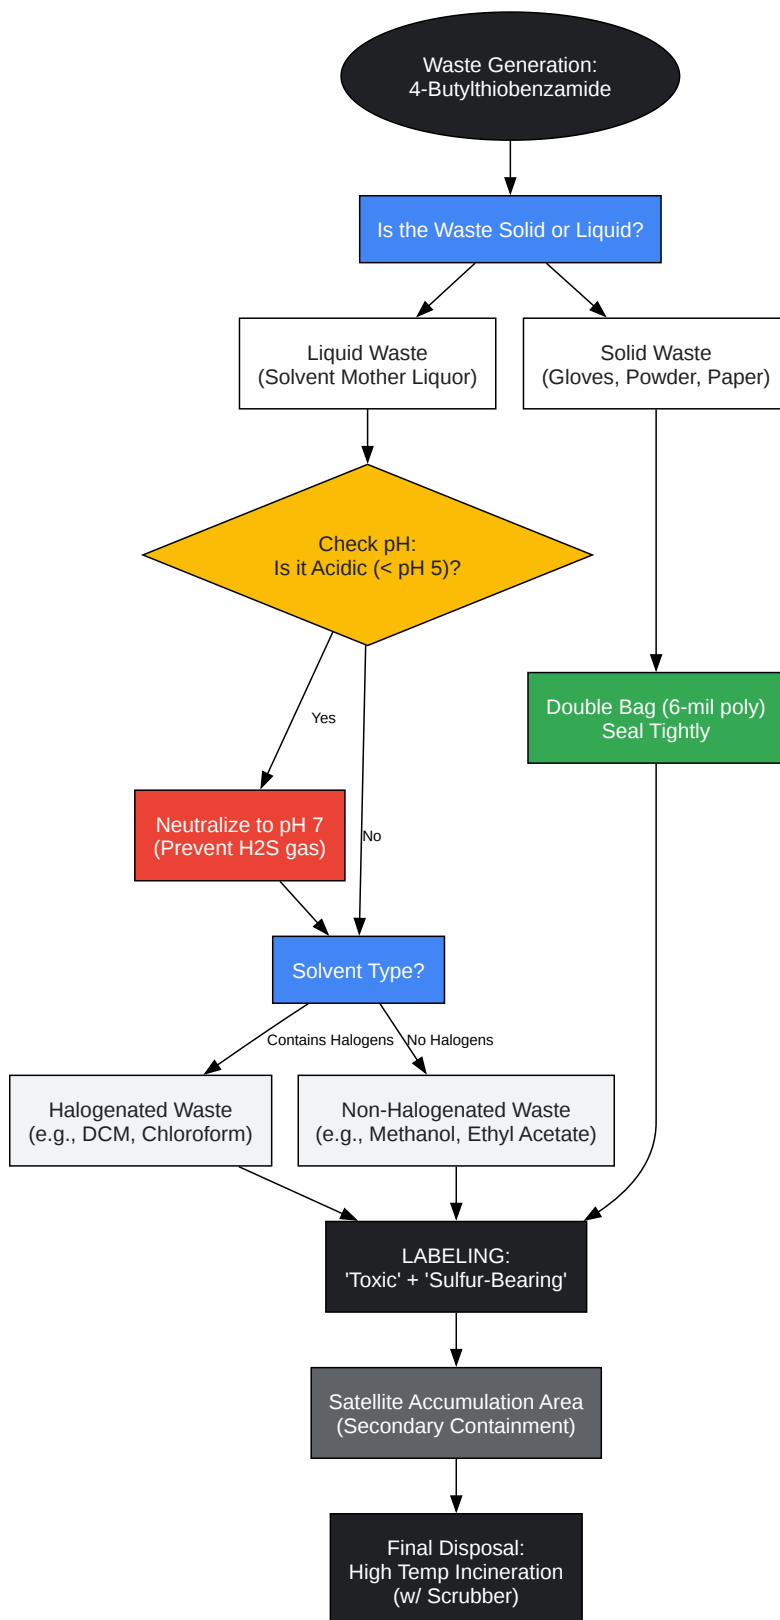 Waste Generation:
4-Butylthiobenzamide
Is the Waste Solid or Liquid?
Liquid Waste
(Solvent Mother Liquor)
Solid Waste
(Gloves, Powder, Paper)
Check pH:
Is it Acidic (< pH 5)?
Double Bag (6-mil poly)
Seal Tightly
Yes
Neutralize to pH 7
(Prevent H2S gas)
No
Solvent Type?
Contains Halogens
No Halogens
Halogenated Waste
(e.g., DCM, Chloroform)
Non-Halogenated Waste
(e.g., Methanol, Ethyl Acetate)
LABELING:
'Toxic' + 'Sulfur-Bearing'
Satellite Accumulation Area
(Secondary Containment)
Final Disposal:
High Temp Incineration
(w/ Scrubber)